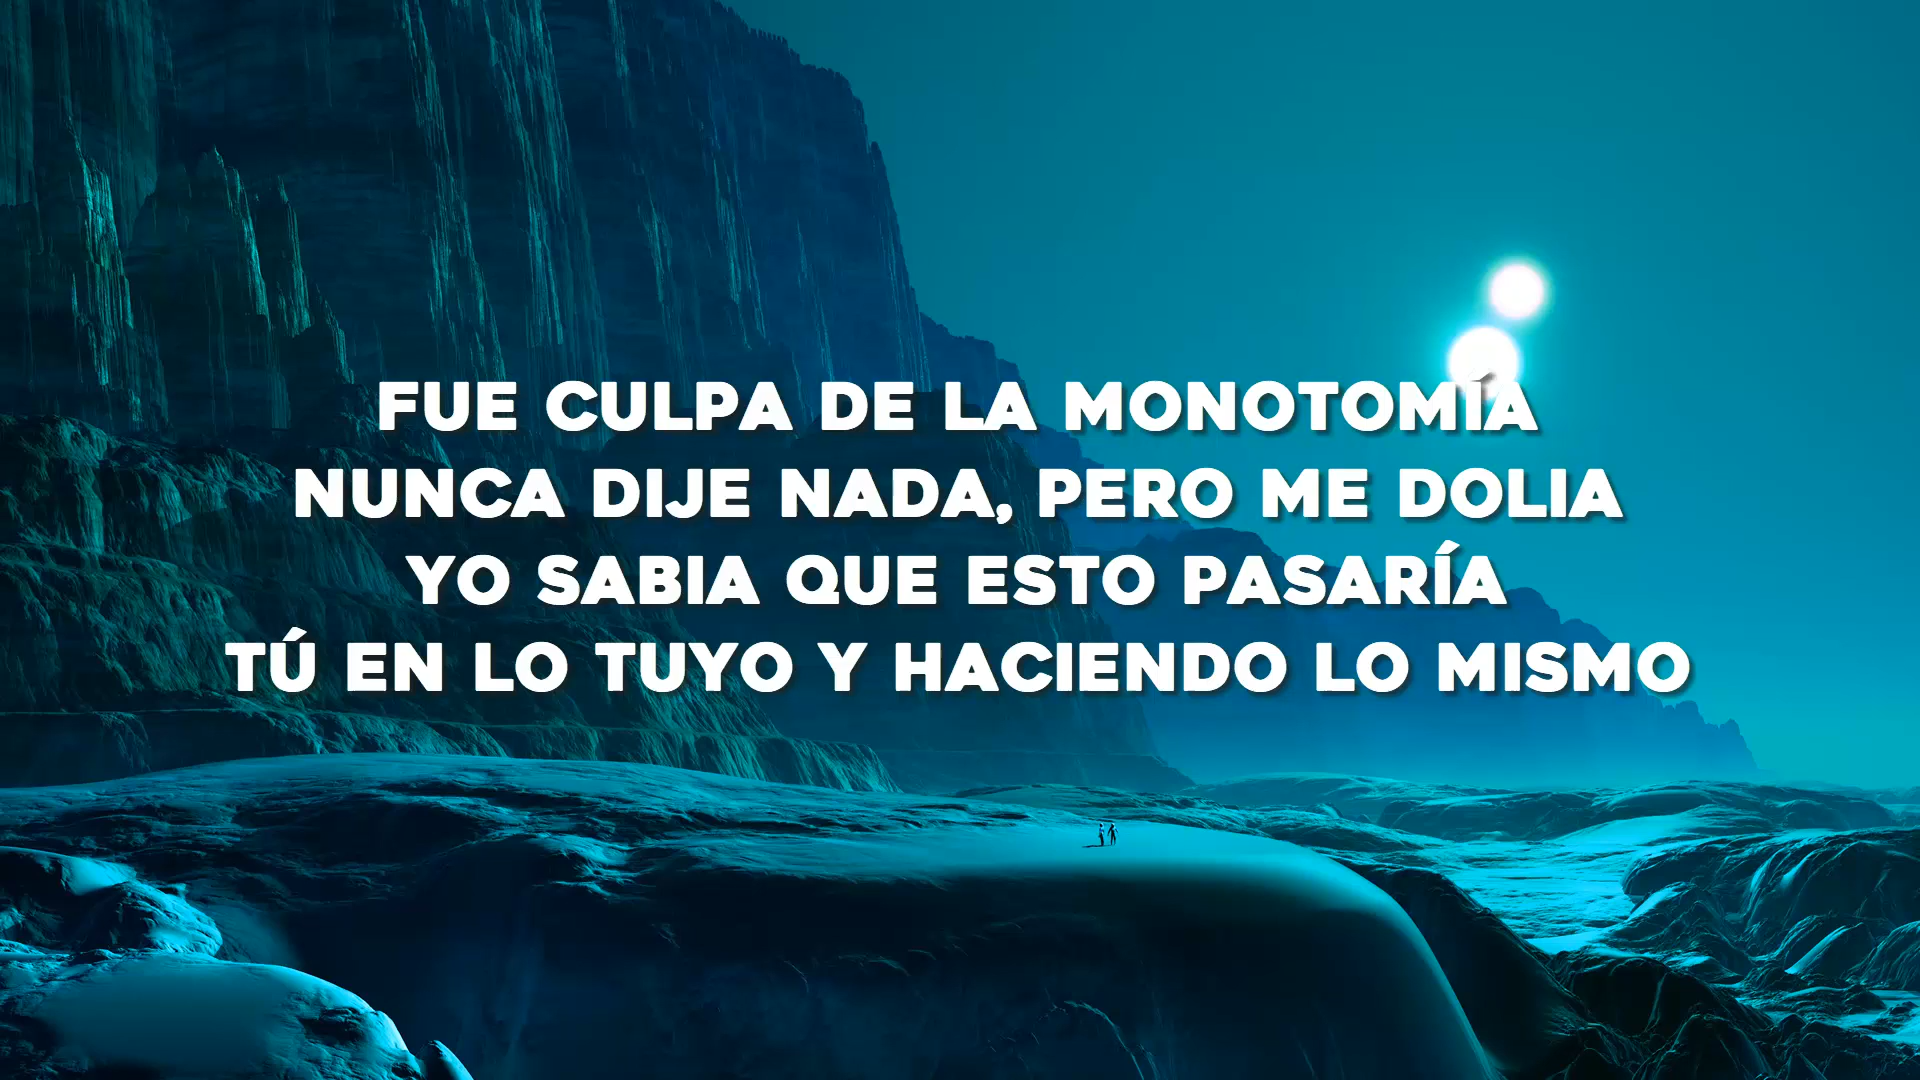 FUE CULPA DE LA MONOTOMÍA
NUNCA DIJE NADA, PERO ME DOLIA
YO SABIA QUE ESTO PASARÍA
TÚ EN LO TUYO Y HACIENDO LO MISMO